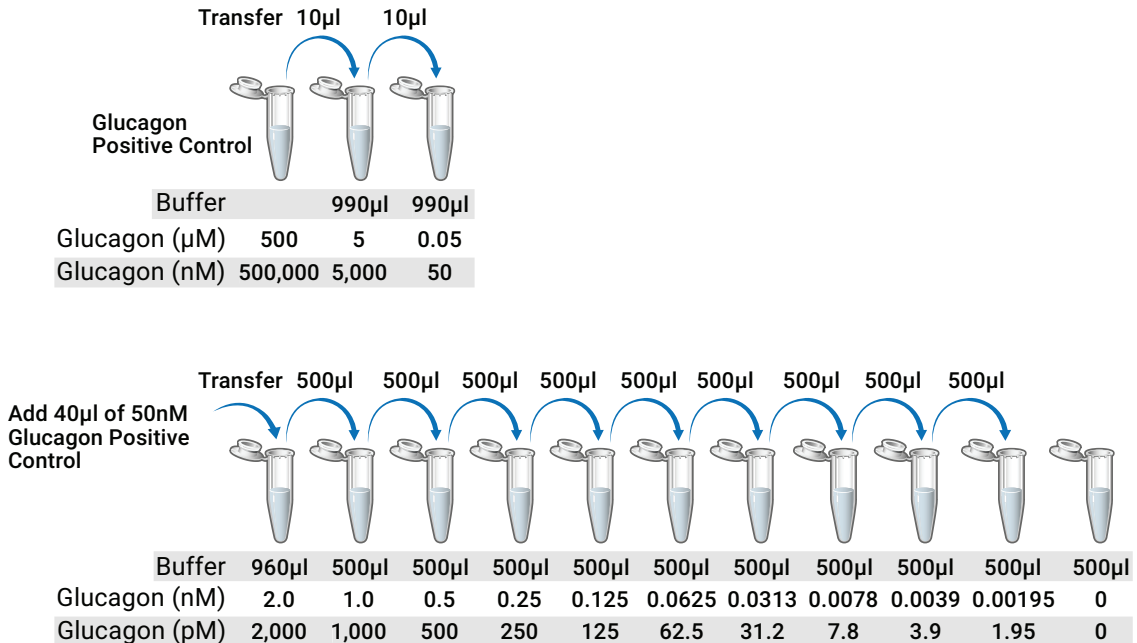 Transfer 10µl 10µl
Glucagon
Positive Control
Buffer 990µl 990µl
Glucagon (µM) 500 5 0.05
Glucagon (nM) 500,000 5,000 50
Transfer 500µl 500µl 500µl 500µl 500µl 500µl 500µl 500µl 500µl
Add 40µl of 50nM
Glucagon Positive
Control
Buffer 960µl 500µl 500µl 500µl 500µl 500µl 500µl 500µl 500µl 500µl 500µl
Glucagon (nM) 2.0 1.0 0.5 0.25 0.125 0.0625 0.0313 0.0078 0.0039 0.00195 0
Glucagon (pM) 2,000 1,000 500 250 125 62.5 31.2 7.8 3.9 1.95 0